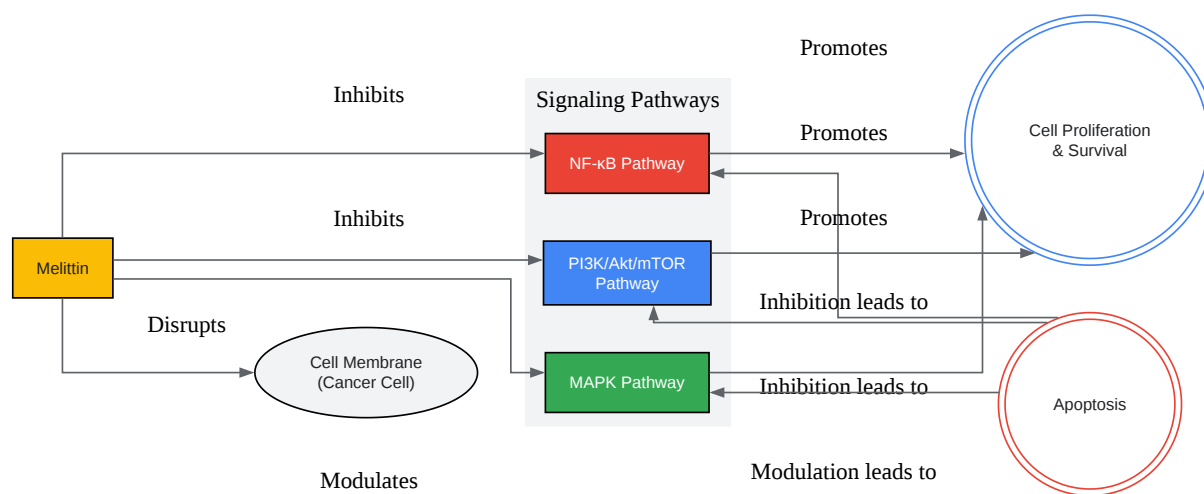 Promotes
Inhibits
Signaling Pathways
Promotes
Cell Proliferation
& Survival
NF-κB Pathway
Inhibits
Promotes
Melittin
PI3K/Akt/mTOR
Pathway
Inhibition leads to
Disrupts
Cell Membrane
(Cancer Cell)
MAPK Pathway
Inhibition leads to
Apoptosis
Modulates
Modulation leads to